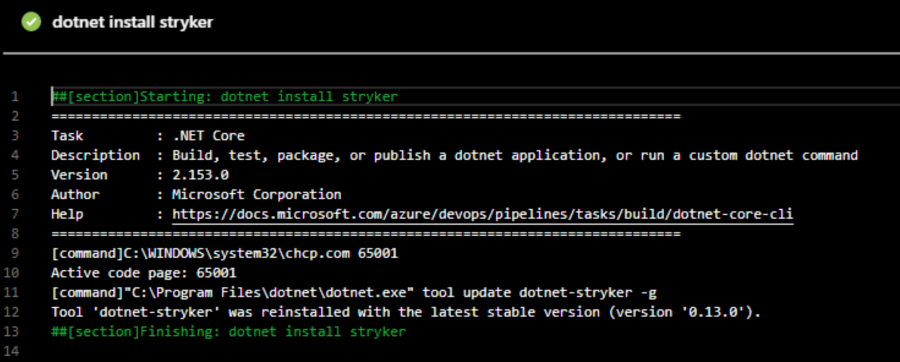 dotnet install stryker
1 ##[section]Starting: dotnet install stryker
2 ==============================================================================
3 Task         : .NET Core
4 Description  : Build, test, package, or publish a dotnet application, or run a custom dotnet command
5 Version      : 2.153.0
6 Author       : Microsoft Corporation
7 Help         : https://docs.microsoft.com/azure/devops/pipelines/tasks/build/dotnet-core-cli
8 ==============================================================================
9 [command]C:\WINDOWS\system32\chcp.com 65001
10 Active code page: 65001
11 [command]"C:\Program Files\dotnet\dotnet.exe" tool update dotnet-stryker -g
12 Tool 'dotnet-stryker' was reinstalled with the latest stable version (version '0.13.0').
13 ##[section]Finishing: dotnet install stryker
14